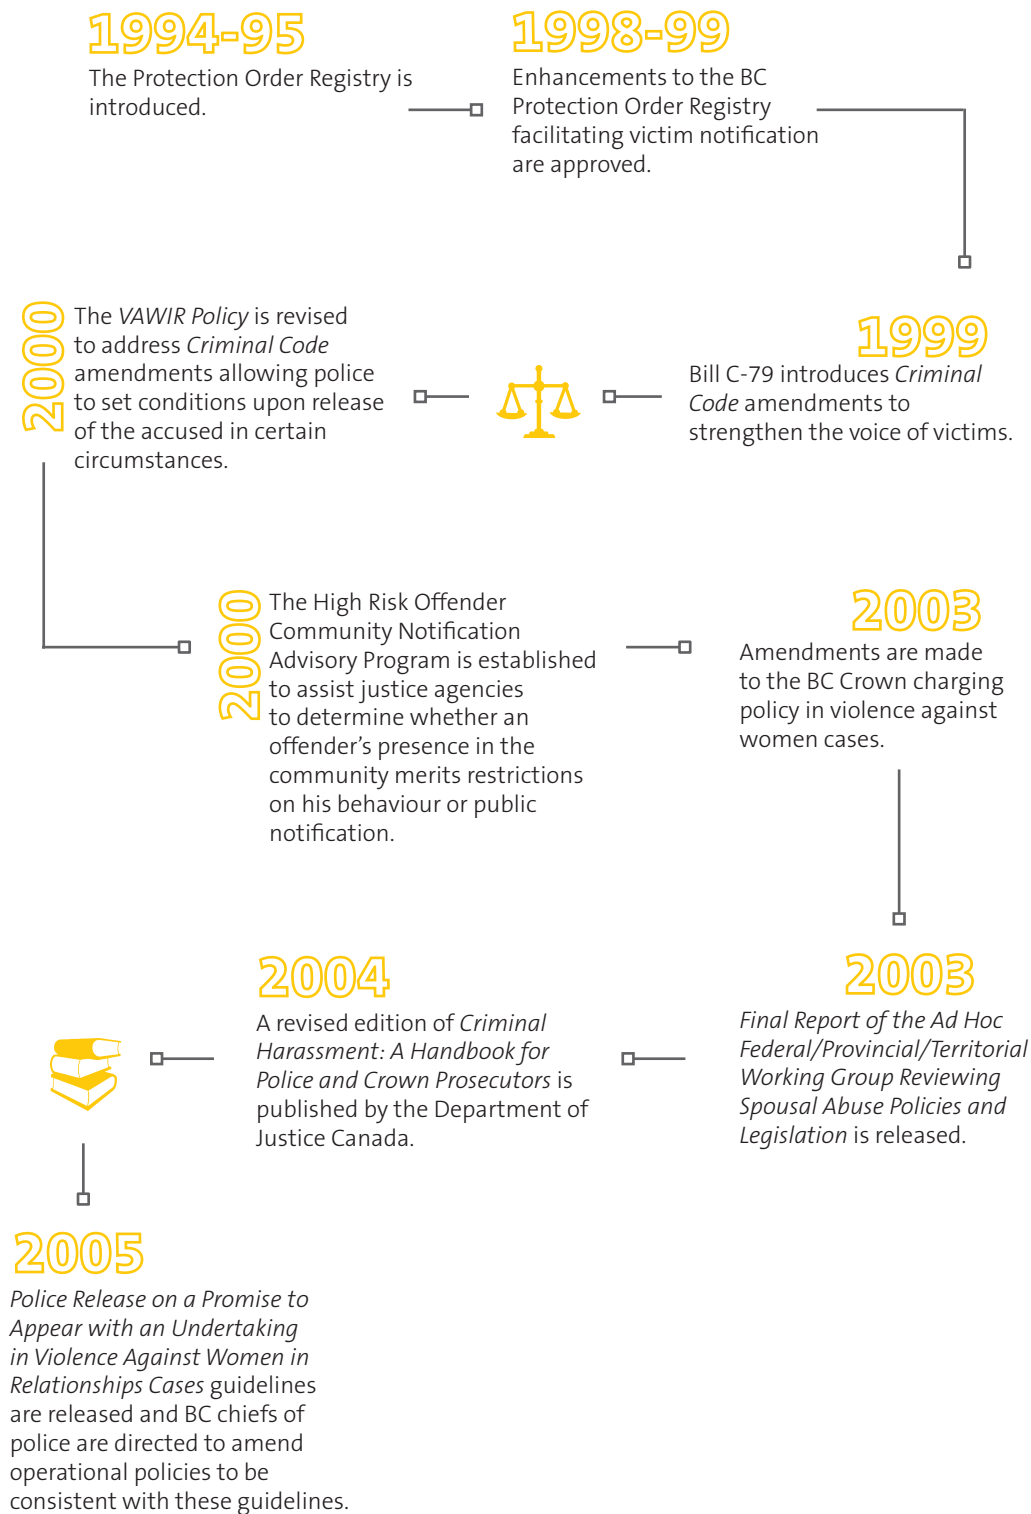 1994-95
The Protection Order Registry is
introduced.
1998-99
Enhancements to the BC
Protection Order Registry
facilitating victim notification
are approved.
1999
Bill C-79 introduces Criminal
Code amendments to
strengthen the voice of victims.
2000
The VAWIR Policy is revised
to address Criminal Code
amendments allowing police
to set conditions upon release
of the accused in certain
circumstances.
2000
The High Risk Offender
Community Notification
Advisory Program is established
to assist justice agencies
to determine whether an
offender’s presence in the
community merits restrictions
on his behaviour or public
notification.
2003
Amendments are made
to the BC Crown charging
policy in violence against
women cases.
2003
Final Report of the Ad Hoc
Federal/Provincial/Territorial
Working Group Reviewing
Spousal Abuse Policies and
Legislation is released.
2004
A revised edition of Criminal
Harassment: A Handbook for
Police and Crown Prosecutors is
published by the Department of
Justice Canada.
2005
Police Release on a Promise to
Appear with an Undertaking
in Violence Against Women in
Relationships Cases guidelines
are released and BC chiefs of
police are directed to amend
operational policies to be
consistent with these guidelines.